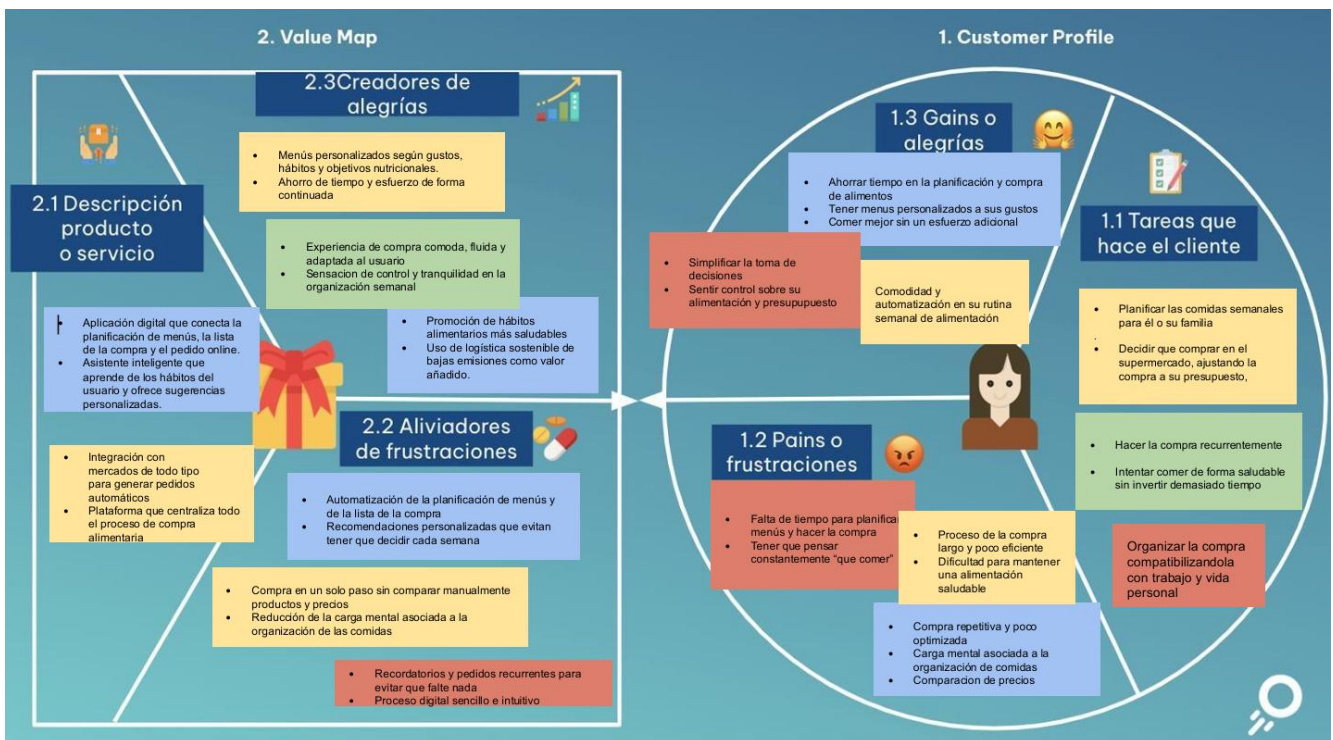 2. Value Map
2.3Creadores de
alegrías
• Menús personalizados según gustos,
hábitos y objetivos nutricionales.
• Ahorro de tiempo y esfuerzo de forma
continuada
• Experiencia de compra comoda, fluida y
adaptada al usuario
• Sensacion de control y tranquilidad en la
organización semanal
• Promoción de hábitos
alimentarios más saludables
• Uso de logística sostenible de
bajas emisiones como valor
añadido.
2.1 Descripción
producto
o servicio
• Aplicación digital que conecta la
planificación de menús, la lista
de la compra y el pedido online.
• Asistente inteligente que
aprende de los hábitos del
usuario y ofrece sugerencias
personalizadas.
• Integración con
mercados de todo tipo
para generar pedidos
automáticos
• Plataforma que centraliza todo
el proceso de compra
alimentaria
2.2 Aliviadores
de frustraciones
• Automatización de la planificación de menús y
de la lista de la compra
• Recomendaciones personalizadas que evitan
tener que decidir cada semana
• Compra en un solo paso sin comparar manualmente
productos y precios
• Reducción de la carga mental asociada a la
organización de las comidas
• Recordatorios y pedidos recurrentes para
evitar que falte nada
• Proceso digital sencillo e intuitivo
1. Customer Profile
1.3 Gains o
alegrías
• Ahorrar tiempo en la planificación y compra
de alimentos
• Tener menus personalizados a sus gustos
• Comer mejor sin un esfuerzo adicional
• Simplificar la toma de
decisiones
• Sentir control sobre su
alimentación y presupupuesto
Comodidad y
automatización en su rutina
semanal de alimentación
1.1 Tareas que
hace el cliente
• Planificar las comidas semanales
para él o su familia
.
• Decidir que comprar en el
supermercado, ajustando la
compra a su presupuesto,
• Hacer la compra recurrentemente
• Intentar comer de forma saludable
sin invertir demasiado tiempo
Organizar la compra
compatibilizandola
con trabajo y vida
personal
1.2 Pains o
frustraciones
• Falta de tiempo para planificar
menús y hacer la compra
• Tener que pensar
constantemente “que comer”
• Proceso de la compra
largo y poco eficiente
• Dificultad para mantener
una alimentación
saludable
• Compra repetitiva y poco
optimizada
• Carga mental asociada a la
organización de comidas
• Comparacion de precios